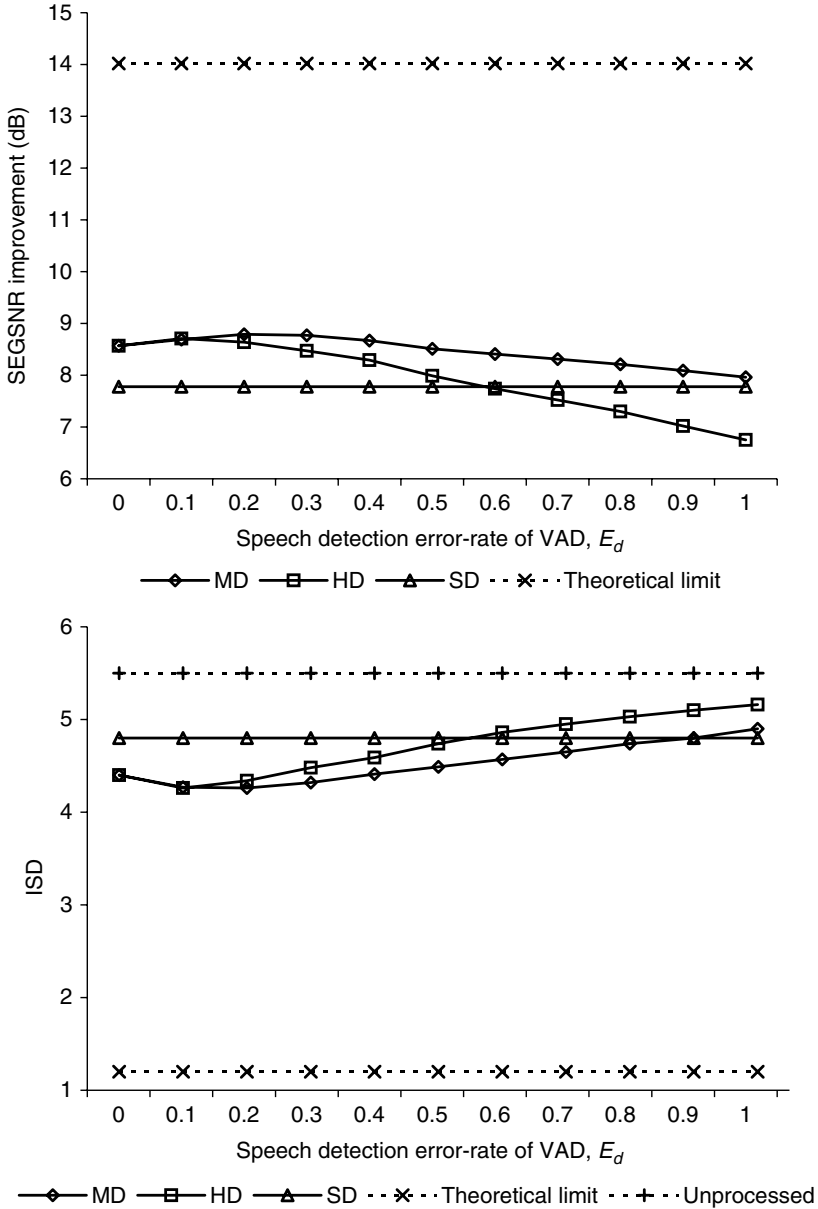 SEGSNR improvement (dB)
15
14
13
12
11
10
9
8
7
6
0 0.1 0.2 0.3 0.4 0.5 0.6 0.7 0.8 0.9 1
Speech detection error-rate of VAD, E_d
MD HD SD Theoretical limit
ISD
6
5
4
3
2
1
0 0.1 0.2 0.3 0.4 0.5 0.6 0.7 0.8 0.9 1
Speech detection error-rate of VAD, E_d
MD HD SD Theoretical limit Unprocessed